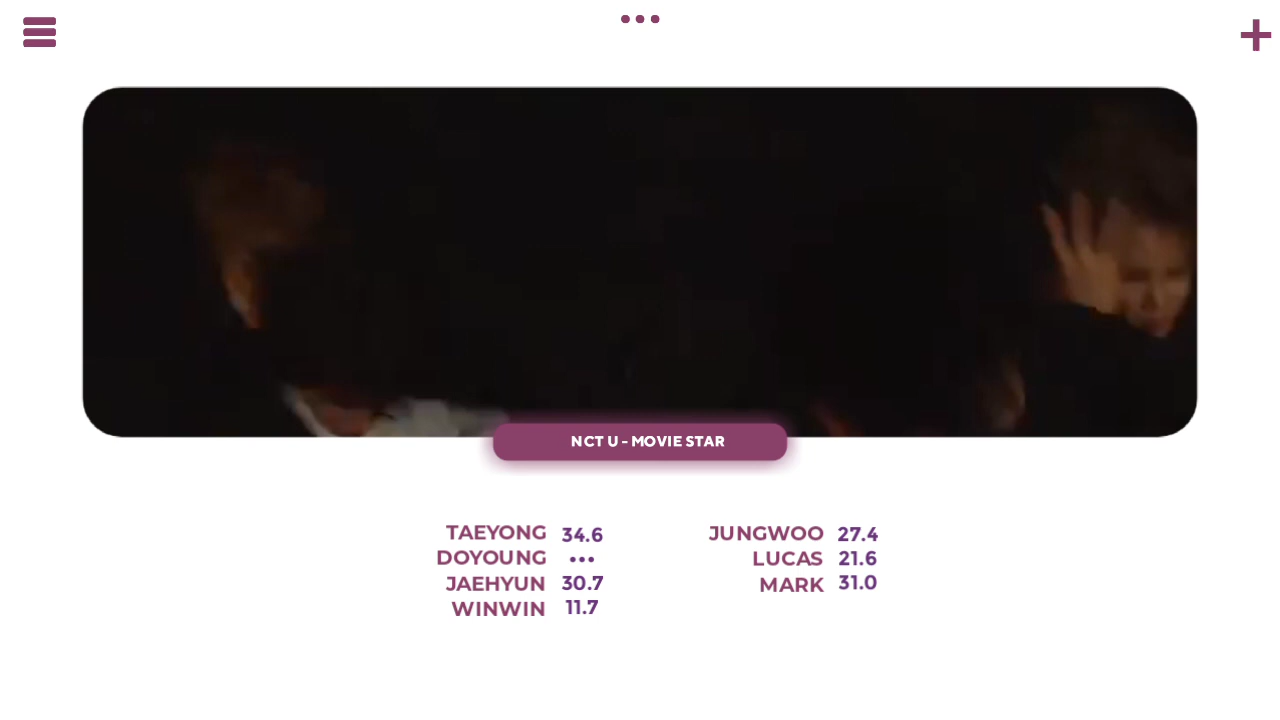 NCT U - MOVIE STAR
TAEYONG 34.6
DOYOUNG •••
JAEHYUN 30.7
WINWIN 11.7
JUNGWOO 27.4
LUCAS 21.6
MARK 31.0